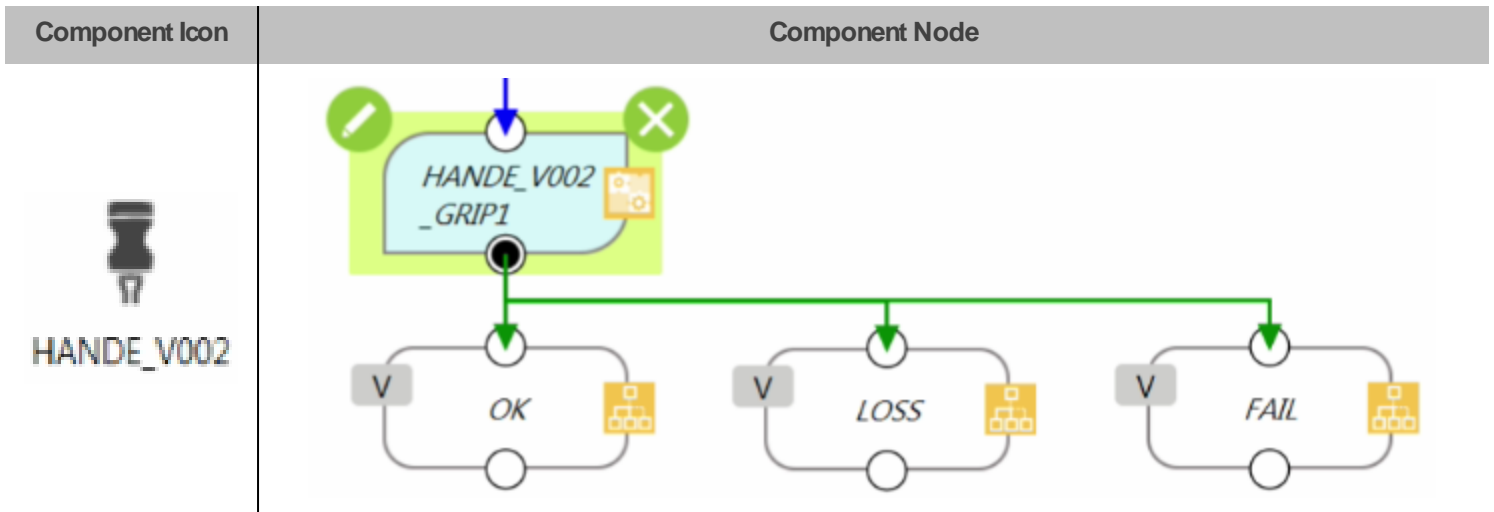 Component Icon
Component Node
HANDE_V002
_GRIP1
HANDE_V002
V
OK
V
LOSS
V
FAIL